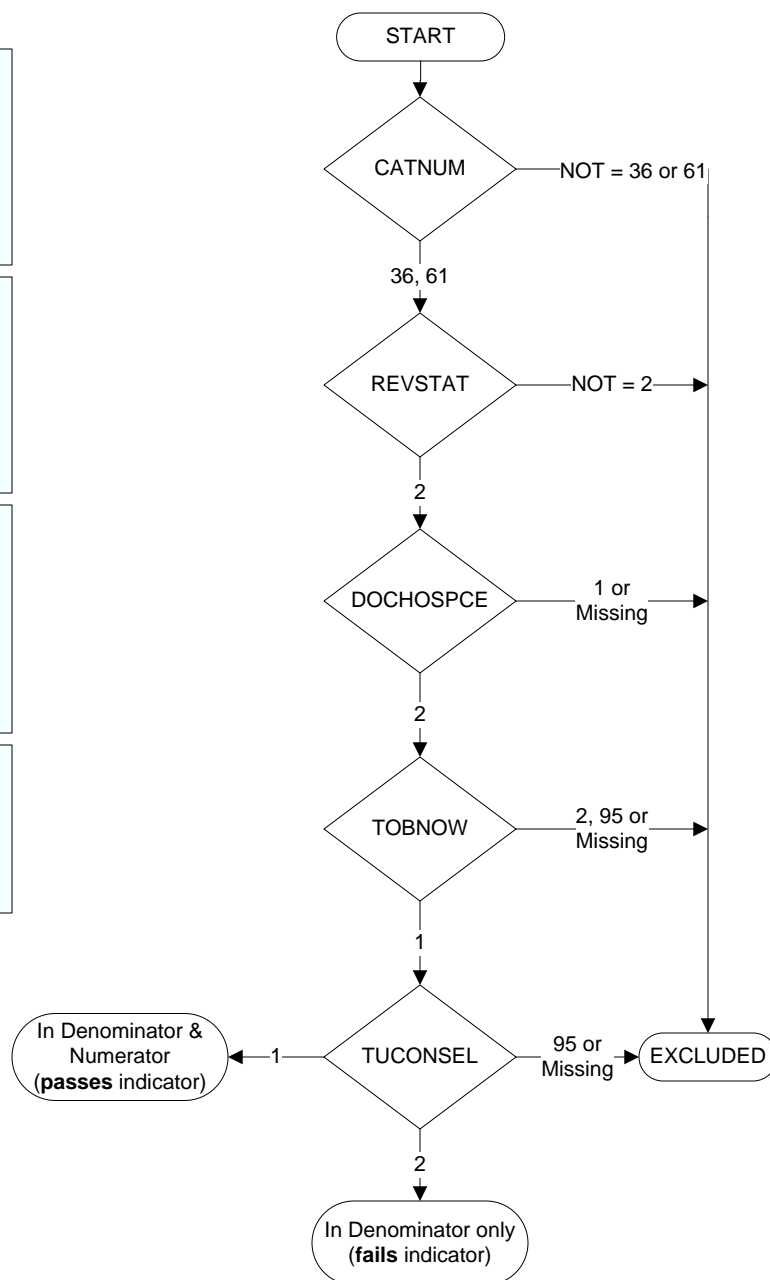 START
CATNUM
NOT = 36 or 61
36, 61
REVSTAT
NOT = 2
2
DOCHOSPCE
1 or
Missing
2
TOBNOW
2, 95 or
Missing
1
In Denominator &
Numerator
(passes indicator)
1
TUCONSEL
95 or
Missing
EXCLUDED
2
In Denominator only
(fails indicator)